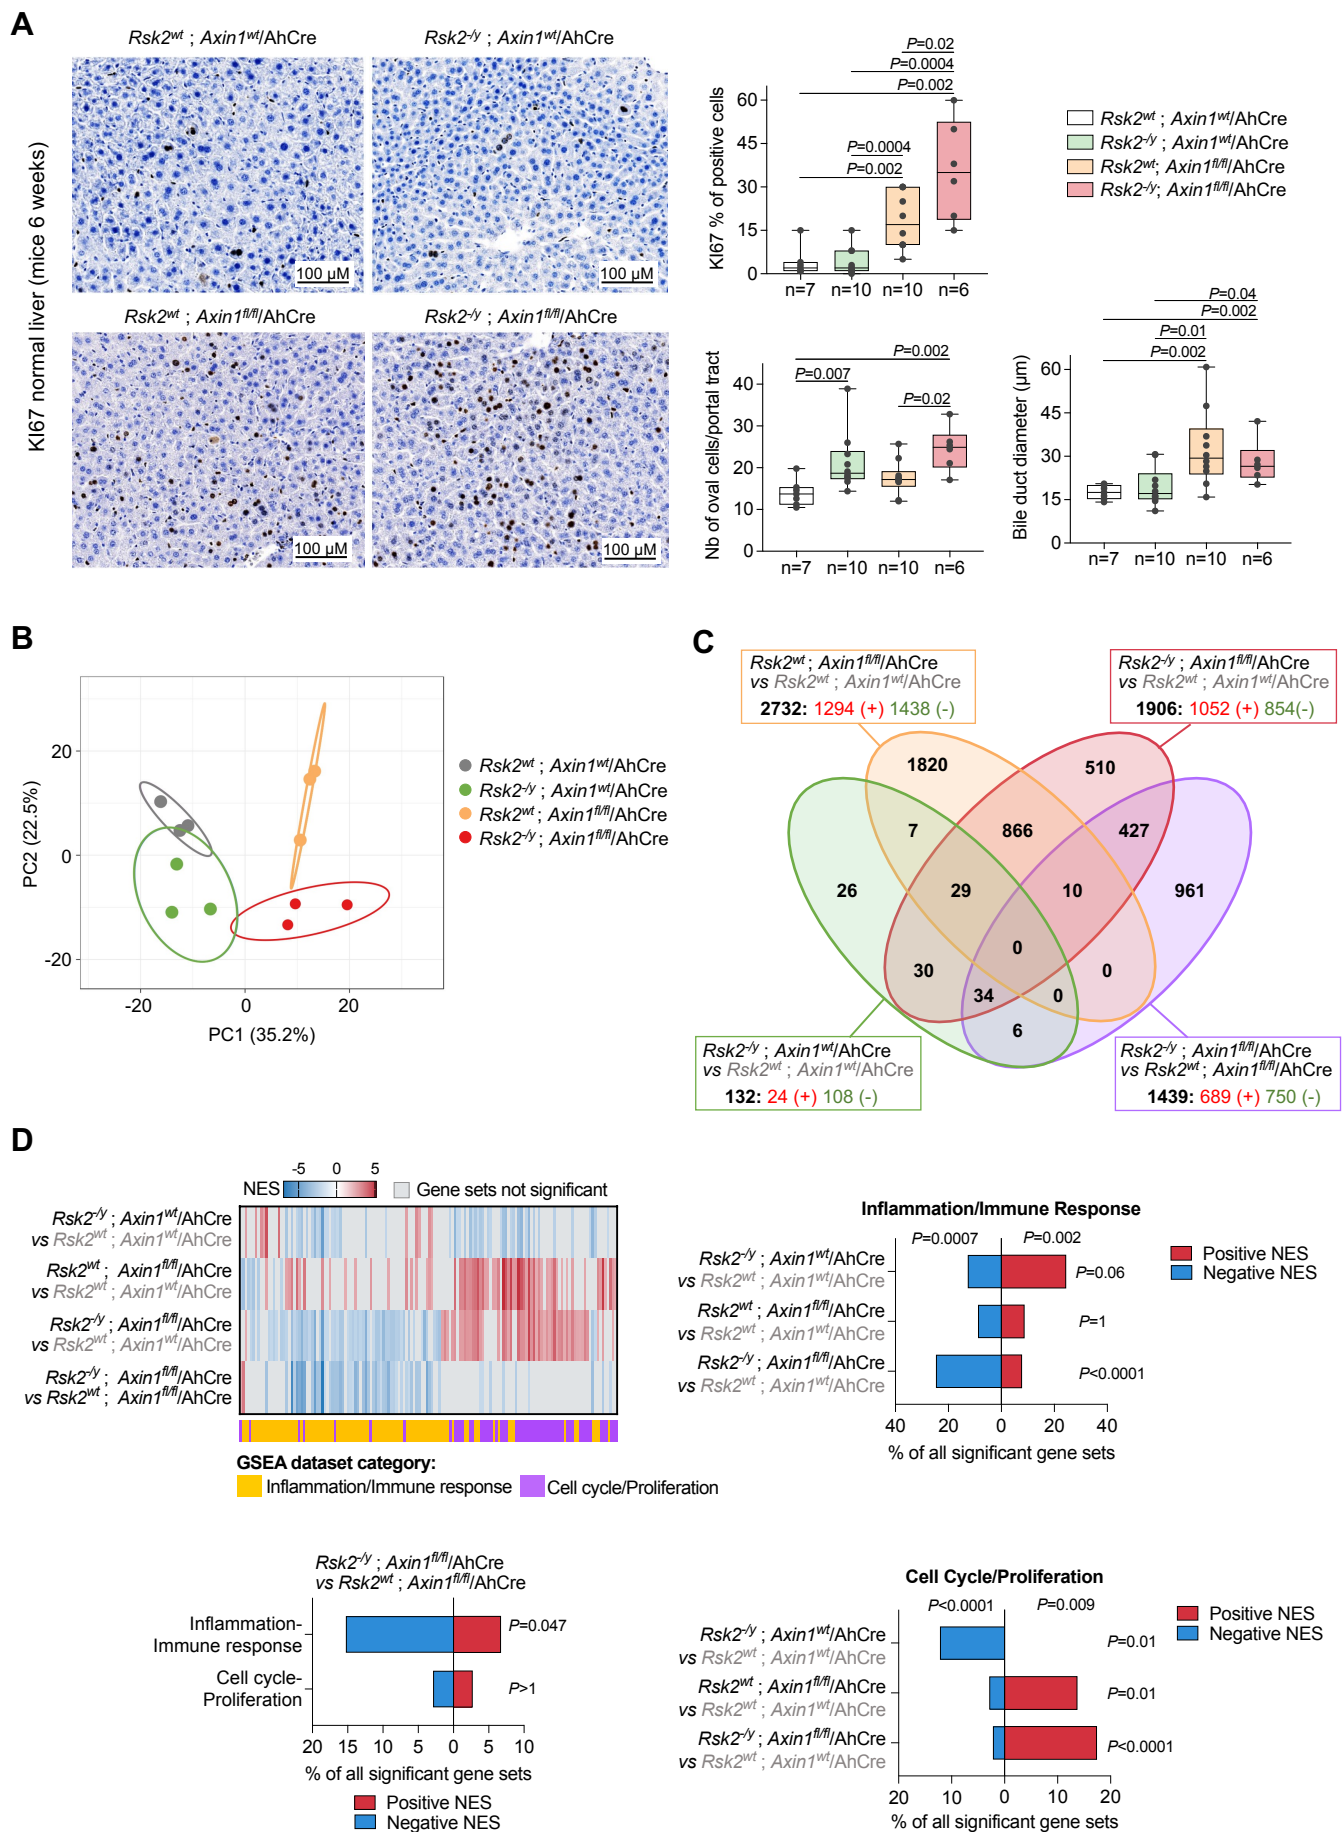 A
Rsk2wt ; Axin1wt/AhCre
Rsk2-/y ; Axin1wt/AhCre
KI67 normal liver (mice 6 weeks)
100 µM
100 µM
Rsk2wt ; Axin1fl/fl/AhCre
Rsk2-/y ; Axin1fl/fl/AhCre
100 µM
100 µM
P=0.02
P=0.0004
P=0.002
P=0.0004
P=0.002
KI67 % of positive cells
60
45
30
15
0
n=7
n=10
n=10
n=6
Rsk2wt ; Axin1wt/AhCre
Rsk2-/y ; Axin1wt/AhCre
Rsk2wt; Axin1fl/fl/AhCre
Rsk2-/y; Axin1fl/fl/AhCre
P=0.002
P=0.007
P=0.02
Nb of oval cells/portal tract
40
30
20
10
0
n=7
n=10
n=10
n=6
P=0.04
P=0.002
P=0.01
P=0.002
Bile duct diameter (µm)
60
45
30
15
0
n=7
n=10
n=10
n=6
B
PC2 (22.5%)
20
0
-20
-20
0
20
PC1 (35.2%)
Rsk2wt ; Axin1wt/AhCre
Rsk2-/y ; Axin1wt/AhCre
Rsk2wt ; Axin1fl/fl/AhCre
Rsk2-/y ; Axin1fl/fl/AhCre
C
Rsk2wt ; Axin1fl/fl/AhCre
vs Rsk2wt ; Axin1wt/AhCre
2732: 1294 (+) 1438 (-)
Rsk2-/y ; Axin1fl/fl/AhCre
vs Rsk2wt ; Axin1wt/AhCre
1906: 1052 (+) 854(-)
1820
510
7
866
427
26
29
10
961
0
30
0
34
0
6
Rsk2-/y ; Axin1wt/AhCre
vs Rsk2wt ; Axin1wt/AhCre
132: 24 (+) 108 (-)
Rsk2-/y ; Axin1fl/fl/AhCre
vs Rsk2wt ; Axin1fl/fl/AhCre
1439: 689 (+) 750 (-)
D
-5
0
5
NES
Gene sets not significant
Rsk2-/y ; Axin1wt/AhCre
vs Rsk2wt ; Axin1wt/AhCre
Rsk2wt ; Axin1fl/fl/AhCre
vs Rsk2wt ; Axin1wt/AhCre
Rsk2-/y ; Axin1fl/fl/AhCre
vs Rsk2wt ; Axin1wt/AhCre
Rsk2-/y ; Axin1fl/fl/AhCre
vs Rsk2wt ; Axin1fl/fl/AhCre
GSEA dataset category:
Inflammation/Immune response
Cell cycle/Proliferation
Inflammation/Immune Response
P=0.0007
P=0.002
Rsk2-/y ; Axin1wt/AhCre
vs Rsk2wt ; Axin1wt/AhCre
P=0.06
Rsk2wt ; Axin1fl/fl/AhCre
vs Rsk2wt ; Axin1wt/AhCre
P=1
Rsk2-/y ; Axin1fl/fl/AhCre
vs Rsk2wt ; Axin1wt/AhCre
P<0.0001
40
20
0
20
40
% of all significant gene sets
Positive NES
Negative NES
Rsk2-/y ; Axin1fl/fl/AhCre
vs Rsk2wt ; Axin1fl/fl/AhCre
Inflammation-
Immune response
P=0.047
Cell cycle-
Proliferation
P>1
20
15
10
5
0
5
10
% of all significant gene sets
Positive NES
Negative NES
Cell Cycle/Proliferation
P<0.0001
P=0.009
Rsk2-/y ; Axin1wt/AhCre
vs Rsk2wt ; Axin1wt/AhCre
P=0.01
Rsk2wt ; Axin1fl/fl/AhCre
vs Rsk2wt ; Axin1wt/AhCre
P=0.01
Rsk2-/y ; Axin1fl/fl/AhCre
vs Rsk2wt ; Axin1wt/AhCre
P<0.0001
20
10
0
10
20
% of all significant gene sets
Positive NES
Negative NES